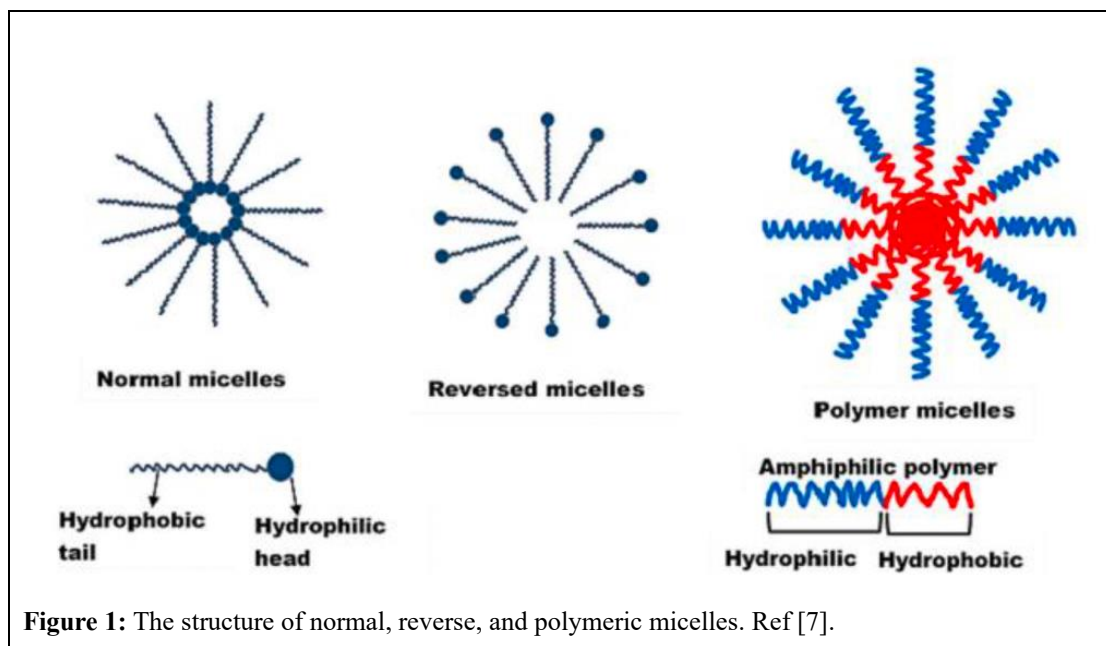 Normal micelles
Reversed micelles
Polymer micelles
Hydrophobic
tail
Hydrophilic
head
Amphiphilic polymer
Hydrophilic
Hydrophobic
Figure 1: The structure of normal, reverse, and polymeric micelles. Ref [7].